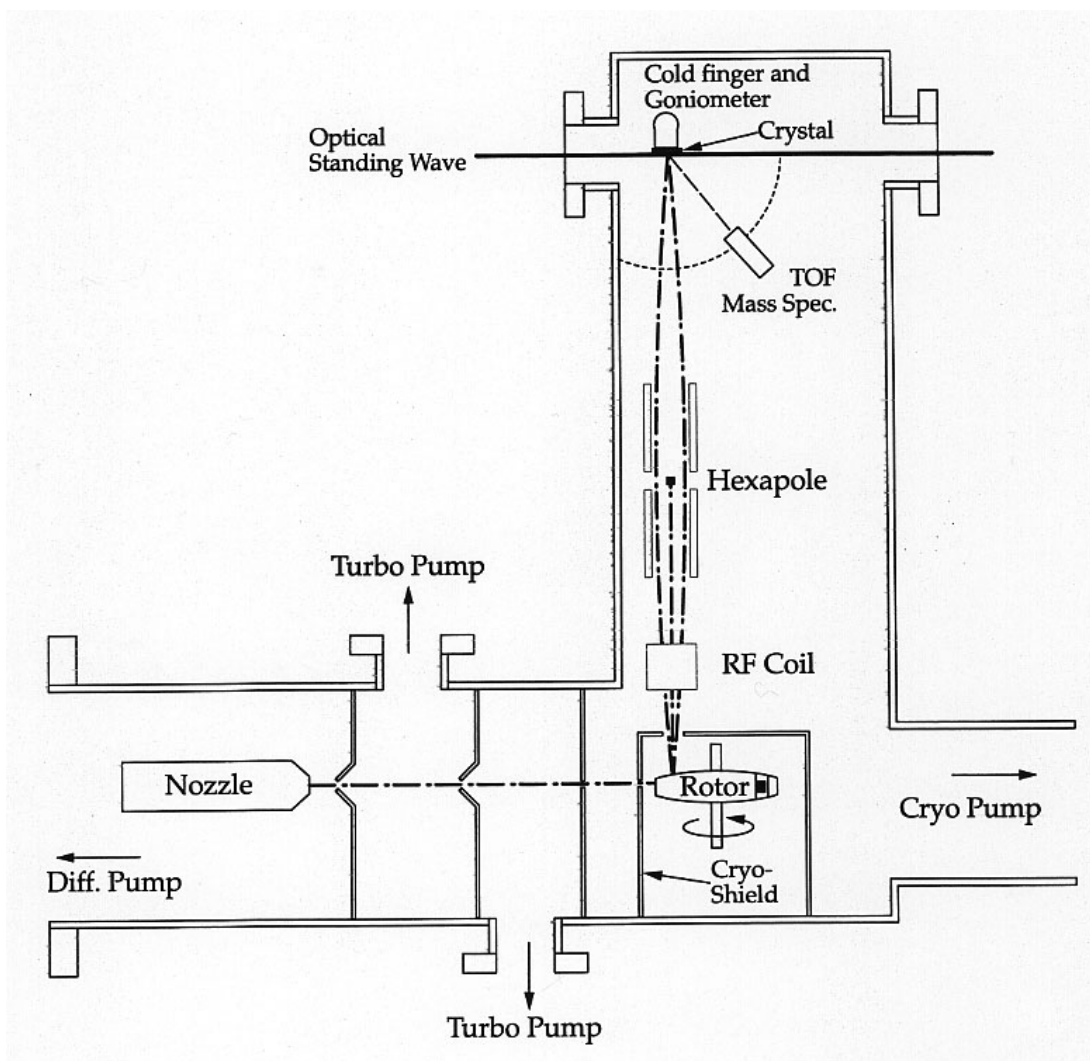 Cold finger and
Goniometer
Crystal
Optical
Standing Wave
TOF
Mass Spec.
Hexapole
Turbo Pump
RF Coil
Nozzle
Rotor
Cryo Pump
Diff. Pump
Cryo-
Shield
Turbo Pump